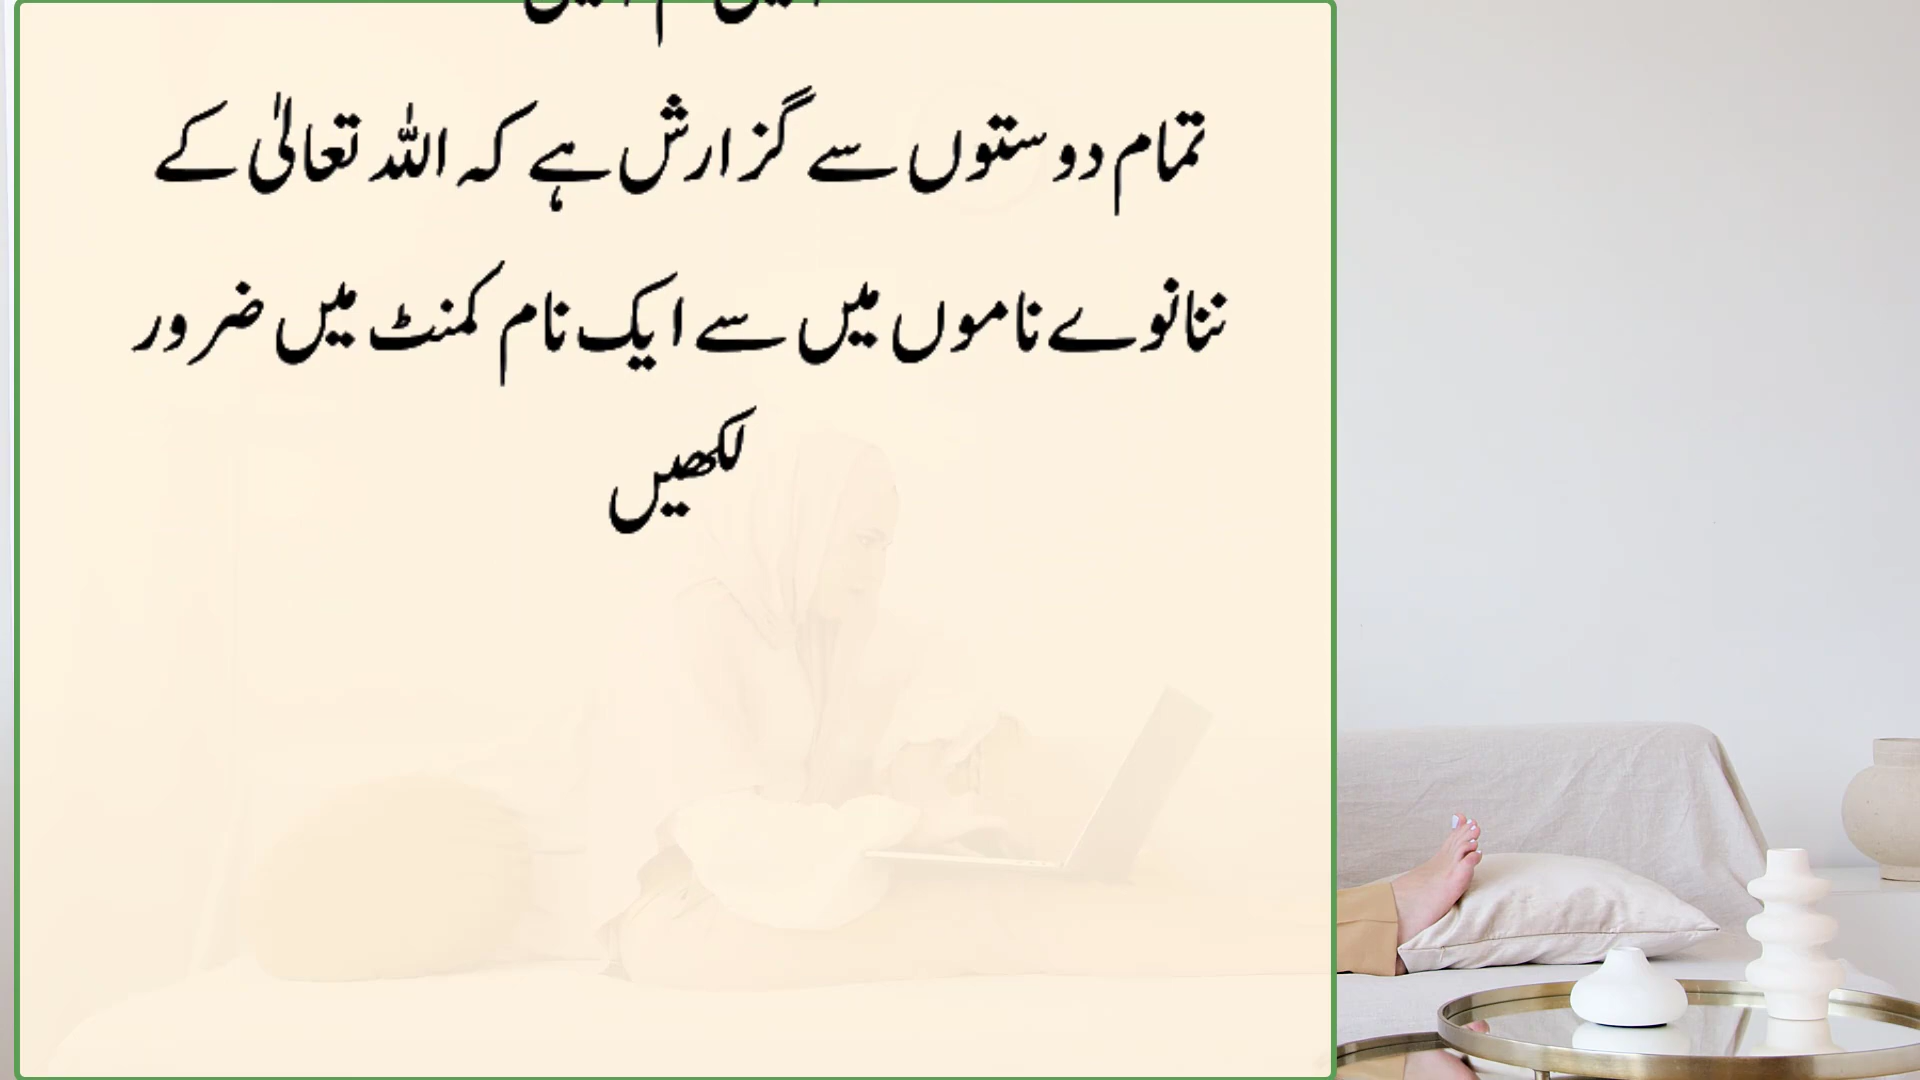 تمام دوستوں سے گزارش ہے کہ اللہ تعالیٰ کے
ننانوے ناموں میں سے ایک نام کمنٹ میں ضرور
لکھیں